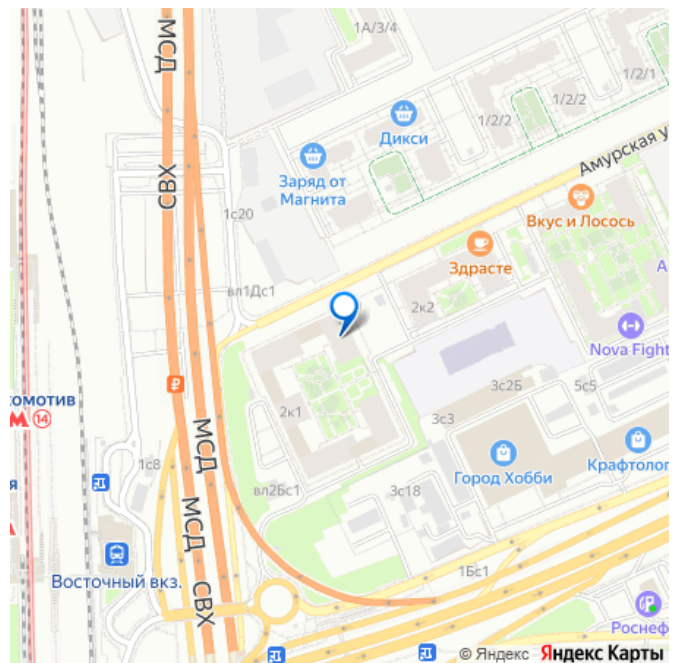 МСД
1А/3/4
1/2/1
1/2/2
1/2/2
Дикси
Амурская у
СВХ
Заряд от
Магнита
Вкус и Лосось
1с20
Здрасте
А
вл1Дс1
2к2
Nova Fight
комотив
14
3с2Б
5с5
МСД
2к1
3с3
1с8
Город Хобби
Крафтолог
я
вл2Бс1
3с18
МСД
Восточный вкз.
1Бс1
СВХ
Роснеф
© Яндекс Яндекс Карты